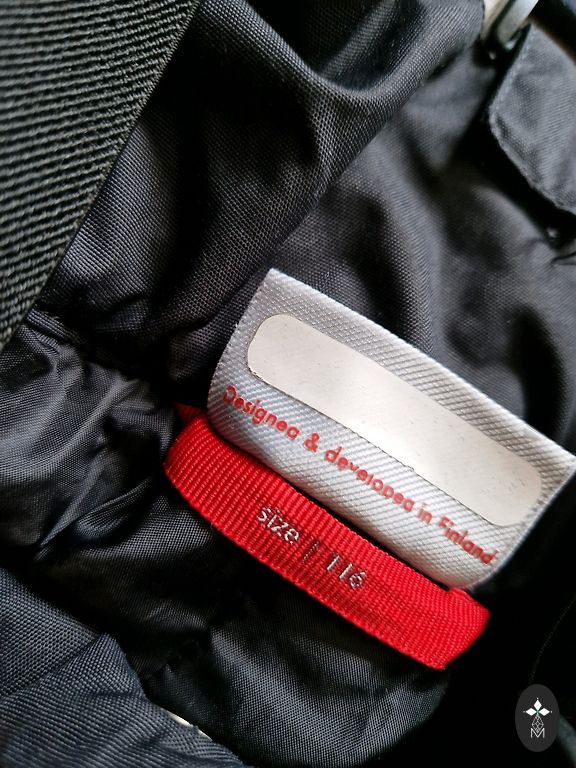 Designed & developed in Finland
size | 116
M